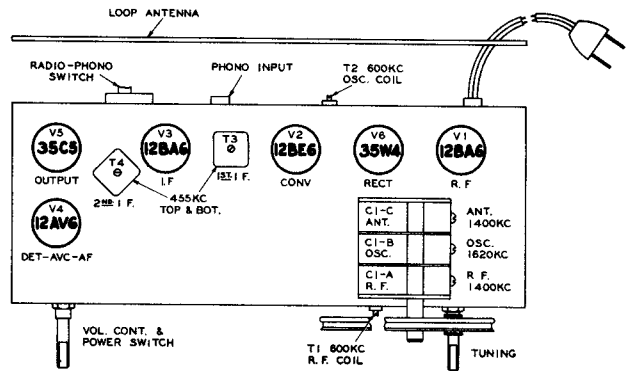 LOOP ANTENNA
RADIO-PHONO
SWITCH
PHONO INPUT
T2 600KC
OSC. COIL
V5
35C5
OUTPUT
T4
2ND I F.
V3
12BA6
I.F
T3
1ST I F.
V2
12BE6
CONV
V6
35W4
RECT
V1
12BA6
R.F
455KC
TOP & BOT.
V4
12AV6
DET-AVC-AF
C1-C
ANT.
ANT.
1400KC
C1-B
OSC.
OSC.
1620KC
C1-A
R.F.
R F.
1400KC
VOL. CONT. &
POWER SWITCH
T1 600KC
R.F. COIL
TUNING